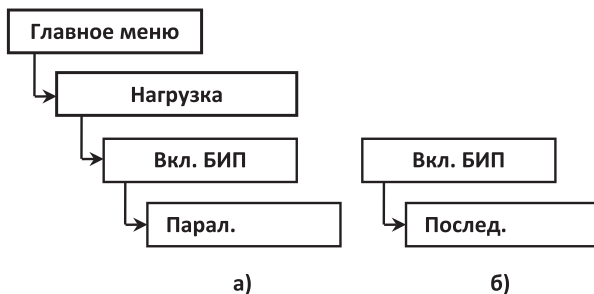 Главное меню
Нагрузка
Вкл. БИП
Вкл. БИП
Парал.
Послед.
а)
б)